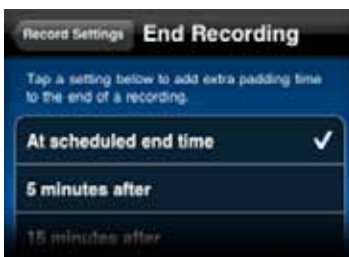 Record Settings End Recording
Tap a setting below to add extra padding time
to the end of a recording.
At scheduled end time
5 minutes after
15 minutes after